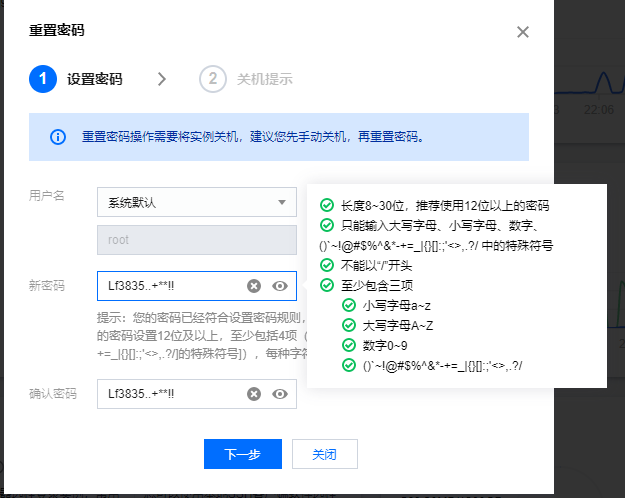 重置密码
1 设置密码
2 关机提示
重置密码操作需要将实例关机，建议您先手动关机，再重置密码。
用户名
系统默认
root
新密码
Lf3835..+**!!
提示：您的密码已经符合设置密码规则，
的密码设置12位及以上，至少包括4项（
+=_|{}[]:;'<>,.?/]的特殊符号]），每种字符
确认密码
Lf3835..+**!!
下一步
关闭
长度8~30位，推荐使用12位以上的密码
只能输入大写字母、小写字母、数字、
()`~!@#$%^&*-+=_|{}[]:;'<>,.?/ 中的特殊符号
不能以“/”开头
至少包含三项
小写字母a~z
大写字母A~Z
数字0~9
()`~!@#$%^&*-+=_|{}[]:;'<>,.?/
22:06